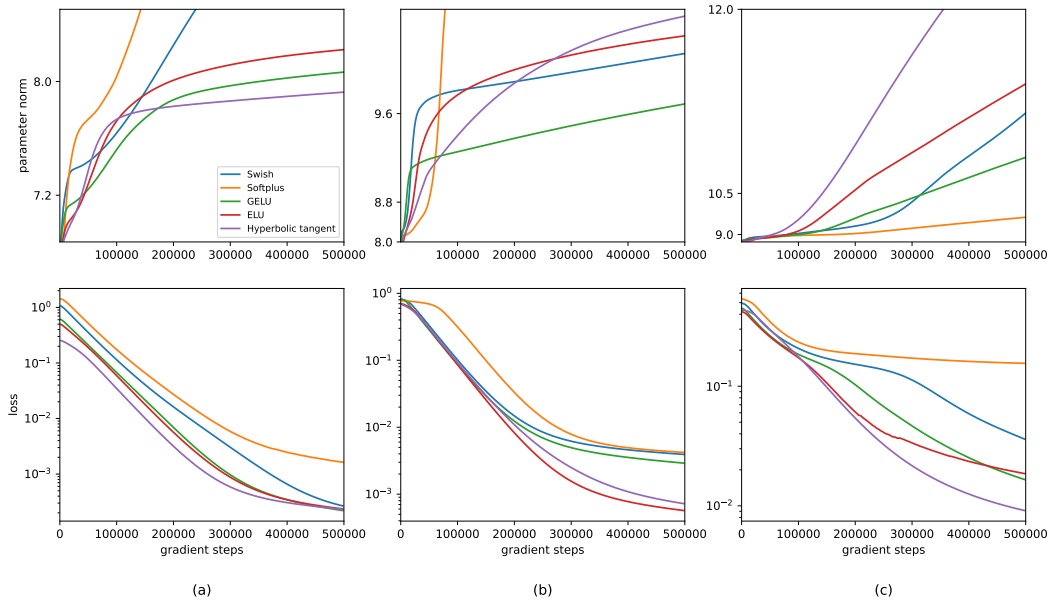 parameter norm
8.0
7.2
100000 200000 300000 400000 500000
Swish
Softplus
GELU
ELU
Hyperbolic tangent
9.6
8.8
8.0
100000 200000 300000 400000 500000
12.0
10.5
9.0
100000 200000 300000 400000 500000
loss
10⁰
10⁻¹
10⁻²
10⁻³
0 100000 200000 300000 400000 500000
gradient steps
(a)
10⁰
10⁻¹
10⁻²
10⁻³
0 100000 200000 300000 400000 500000
gradient steps
(b)
10⁻¹
10⁻²
0 100000 200000 300000 400000 500000
gradient steps
(c)